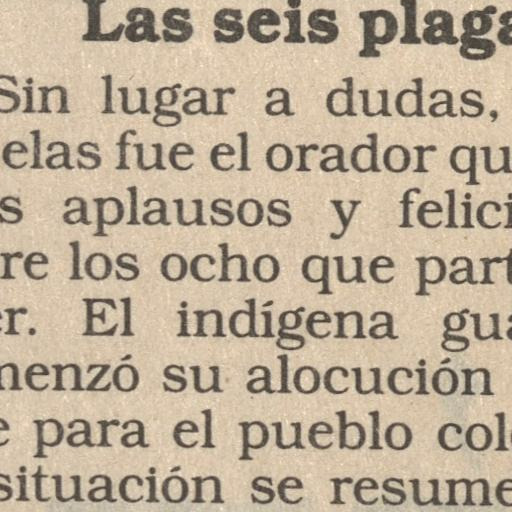 Las seis plaga
Sin lugar a dudas,
elas fue el orador qu
s aplausos y felici
re los ocho que part
er. El indígena gua
menzó su alocución
e para el pueblo col
situación se resume